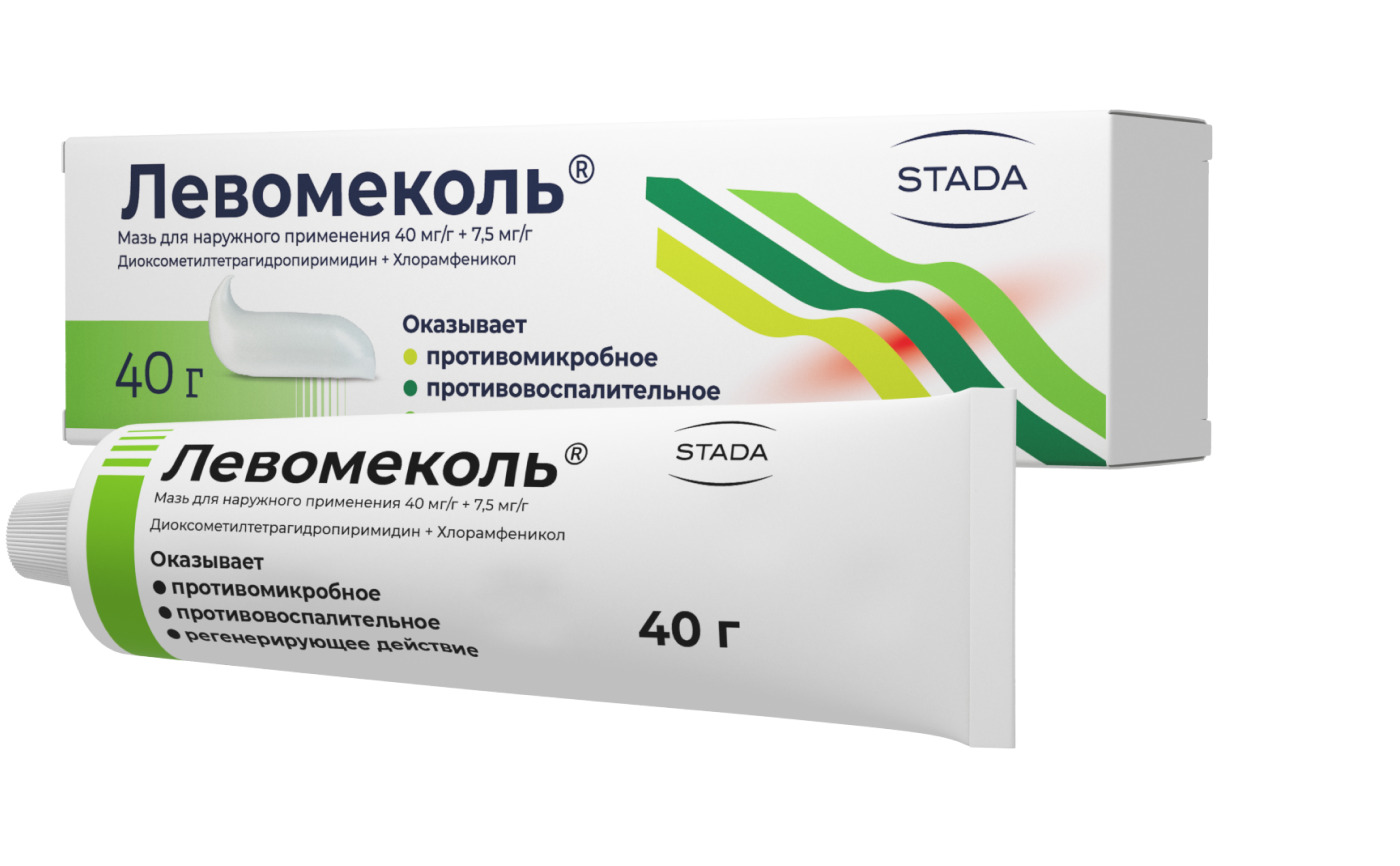 Левомеколь®
STADA
Мазь для наружного применения 40 мг/г + 7,5 мг/г
Диоксометилтетрагидропиримидин + Хлорамфеникол
40 г
Оказывает
противомикробное
противовоспалительное
Левомеколь®
STADA
Мазь для наружного применения 40 мг/г + 7,5 мг/г
Диоксометилтетрагидропиримидин + Хлорамфеникол
Оказывает
• противомикробное
• противовоспалительное
• регенерирующее действие
40 г